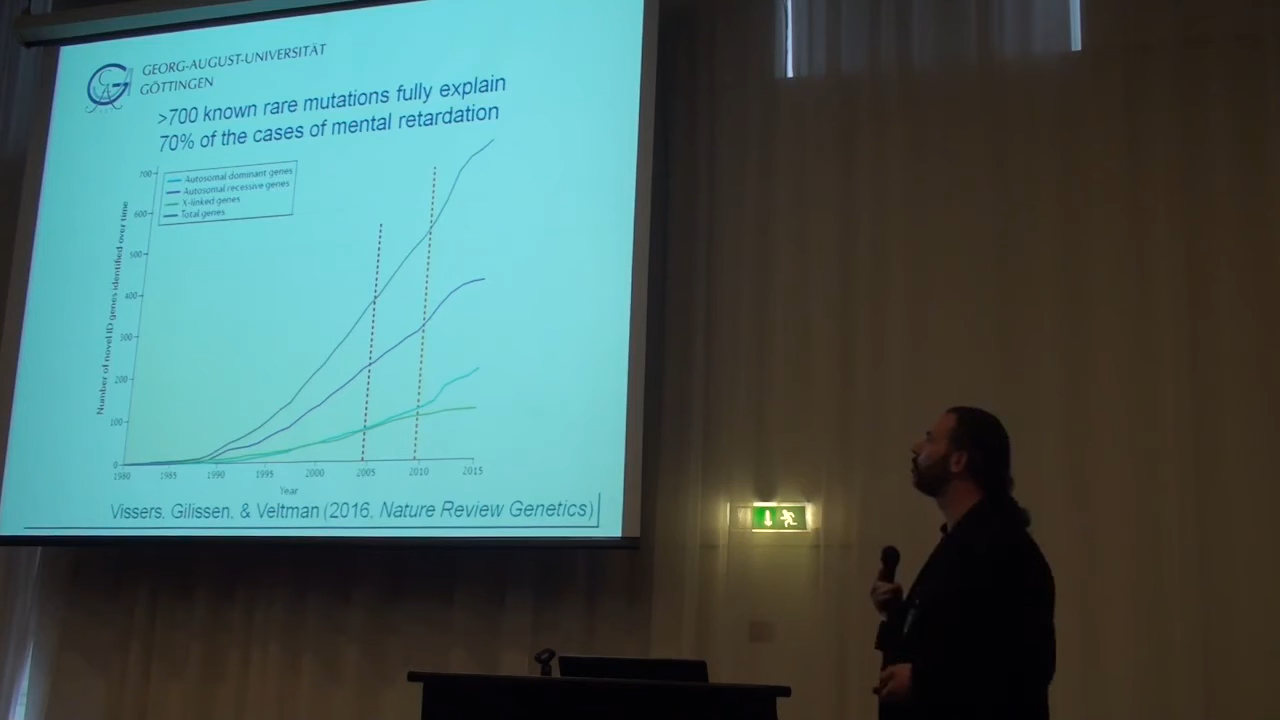 GEORG-AUGUST-UNIVERSITÄT
GÖTTINGEN
>700 known rare mutations fully explain
70% of the cases of mental retardation
700
600
500
400
300
200
100
0
Autosomal dominant genes
Autosomal recessive genes
X-linked genes
Total genes
Number of novel ID genes identified over time
1980 1985 1990 1995 2000 2005 2010 2015
Year
Vissers, Gilissen, & Veltman (2016, Nature Review Genetics)